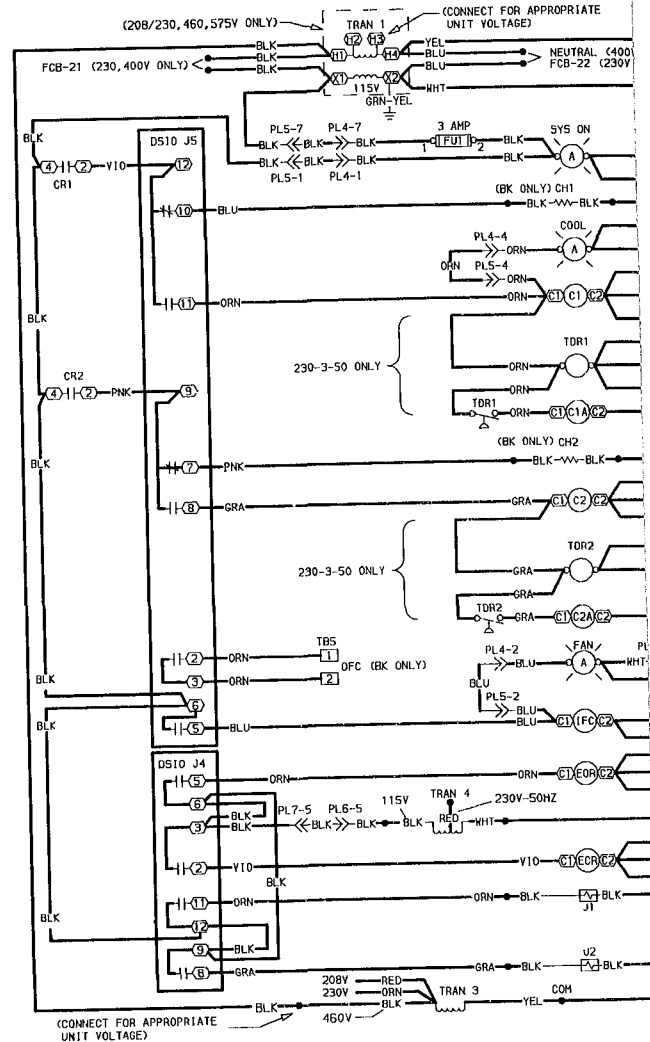 (208/230,460,575V ONLY)
TRAN 1
(CONNECT FOR APPROPRIATE
UNIT VOLTAGE)
H2 H3
BLK H1 H4 YEL
BLK BLU NEUTRAL (400
FCB-21 (230,400V ONLY) BLK BLU FCB-22 (230V
X1 X2
115V WHT
GRN-YEL
BLK DSIO J5
PL5-7 PL4-7 3 AMP
BLK BLK BLK 1 FU1 2 BLK SYS ON
4 2 VIO 12 BLK BLK BLK BLK A
CR1 PL5-1 PL4-1
(BK ONLY) CH1
10 BLU BLK BLK
COOL
PL4-4 ORN A
ORN PL5-4
ORN
11 ORN ORN C1 C1 C2
BLK
230-3-50 ONLY TDR1
ORN
CR2 ORN
4 2 PNK 9 TDR1 ORN C1 C1A C2
(BK ONLY) CH2
BLK 7 PNK BLK BLK
8 GRA GRA C1 C2 C2
TDR2
230-3-50 ONLY GRA
GRA
TDR2 GRA C1 C2A C2
TB5
2 ORN 1 OFC (BK ONLY) PL4-2 BLU FAN A WHT PL
3 ORN 2
BLK BLU PL5-2
6 BLU
5 BLU BLU C1 IFC C2
BLK
DSIO J4
5 ORN ORN C1 EOR C2
6 TRAN 4
BLK PL7-5 PL6-5 115V RED 230V-50HZ
3 BLK BLK BLK BLK WHT
2 VIO VIO C1 ECR C2
BLK
11 ORN ORN BLK BLK
J1
BLK 12
9 BLK
8 GRA GRA BLK J2 BLK
208V RED
230V ORN TRAN 3 COM
BLK BLK YEL
460V
(CONNECT FOR APPROPRIATE
UNIT VOLTAGE)